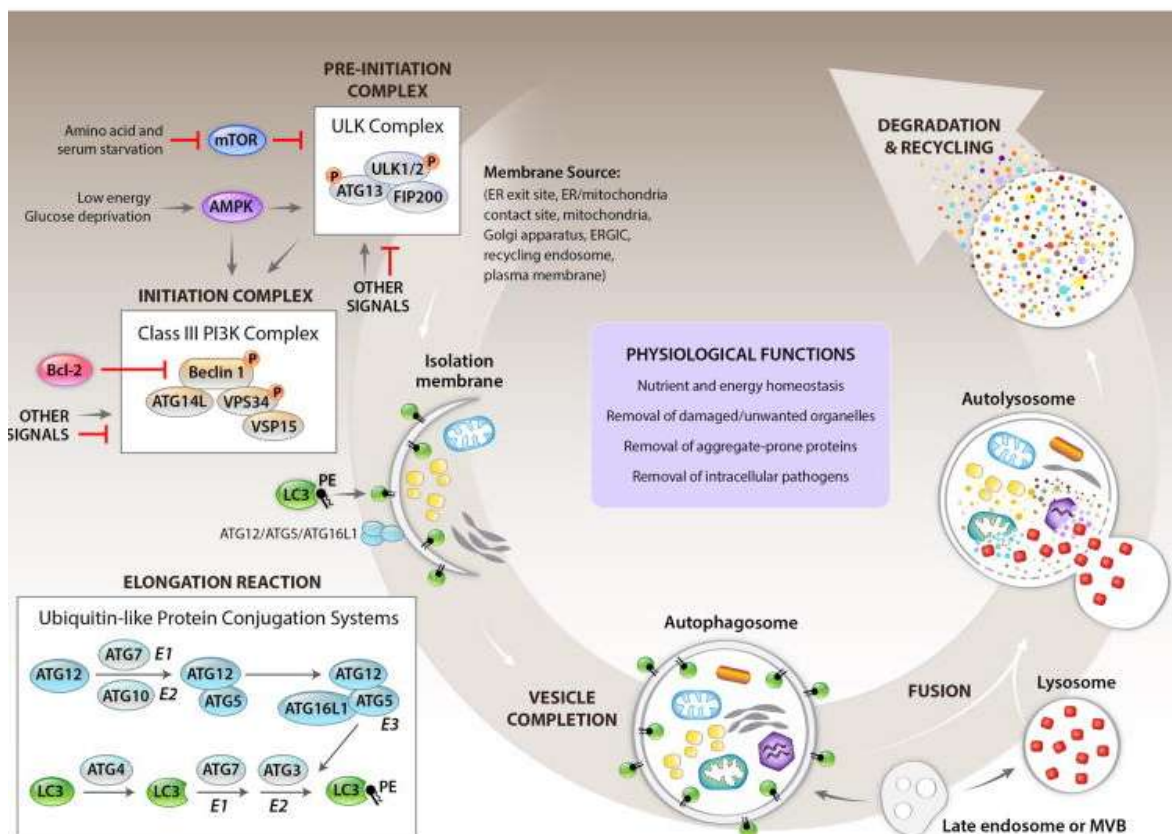 PRE-INITIATION
COMPLEX
ULK Complex
ULK1/2
P
P
ATG13
FIP200
Amino acid and
serum starvation
mTOR
Low energy
Glucose deprivation
AMPK
OTHER
SIGNALS
Membrane Source:
(ER exit site, ER/mitochondria
contact site, mitochondria,
Golgi apparatus, ERGIC,
recycling endosome,
plasma membrane)
DEGRADATION
& RECYCLING
INITIATION COMPLEX
Class III PI3K Complex
Bcl-2
Beclin 1
P
ATG14L
VPS34
P
VSP15
OTHER
SIGNALS
Isolation
membrane
PHYSIOLOGICAL FUNCTIONS
Nutrient and energy homeostasis
Removal of damaged/unwanted organelles
Removal of aggregate-prone proteins
Removal of intracellular pathogens
Autolysosome
LC3
PE
ATG12/ATG5/ATG16L1
ELONGATION REACTION
Ubiquitin-like Protein Conjugation Systems
ATG12
ATG7
E1
ATG10
E2
ATG12
ATG5
ATG12
ATG16L1
ATG5
E3
LC3
ATG4
LC3
ATG7
E1
ATG3
E2
LC3
PE
VESICLE
COMPLETION
Autophagosome
FUSION
Lysosome
Late endosome or MVB